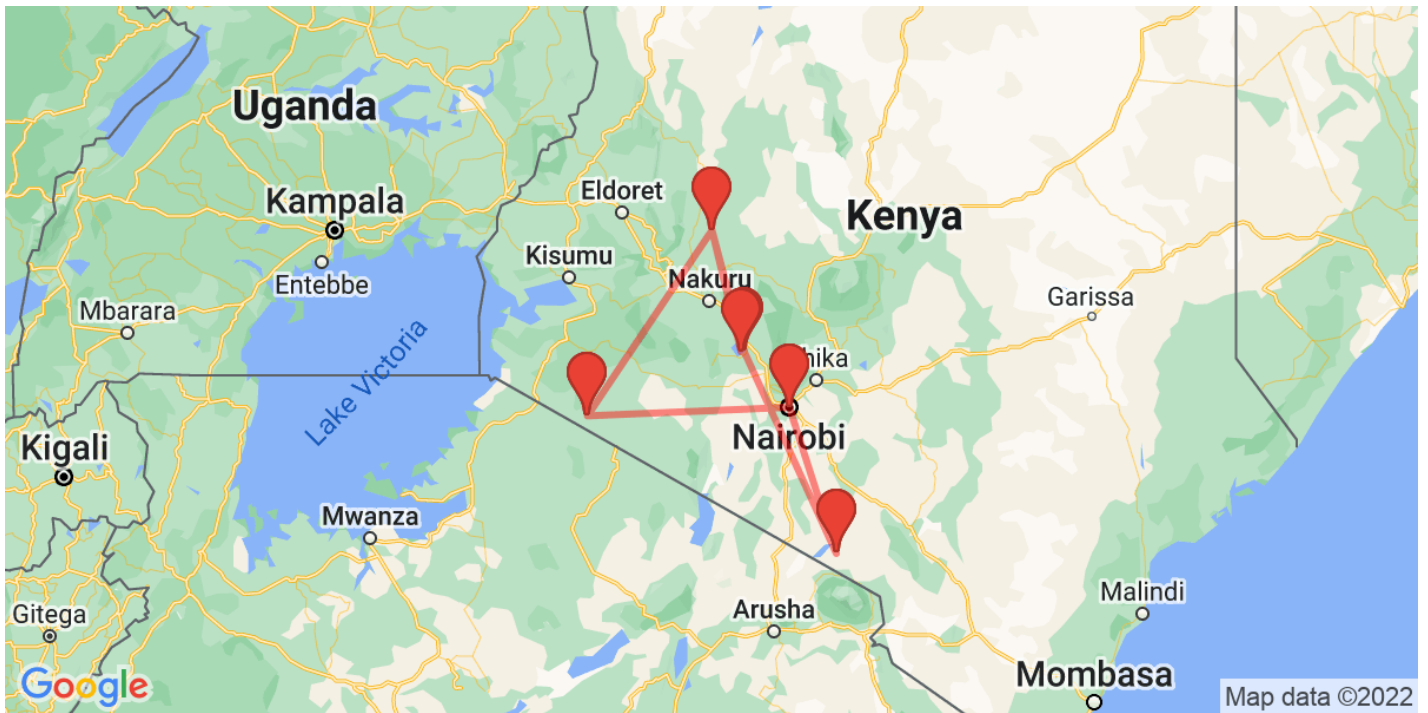 Uganda
Kampala
Entebbe
Mbarara
Lake Victoria
Kigali
Gitega
Mwanza
Eldoret
Kisumu
Nakuru
Kenya
Garissa
hika
Nairobi
Arusha
Malindi
Mombasa
Google
Map data ©2022